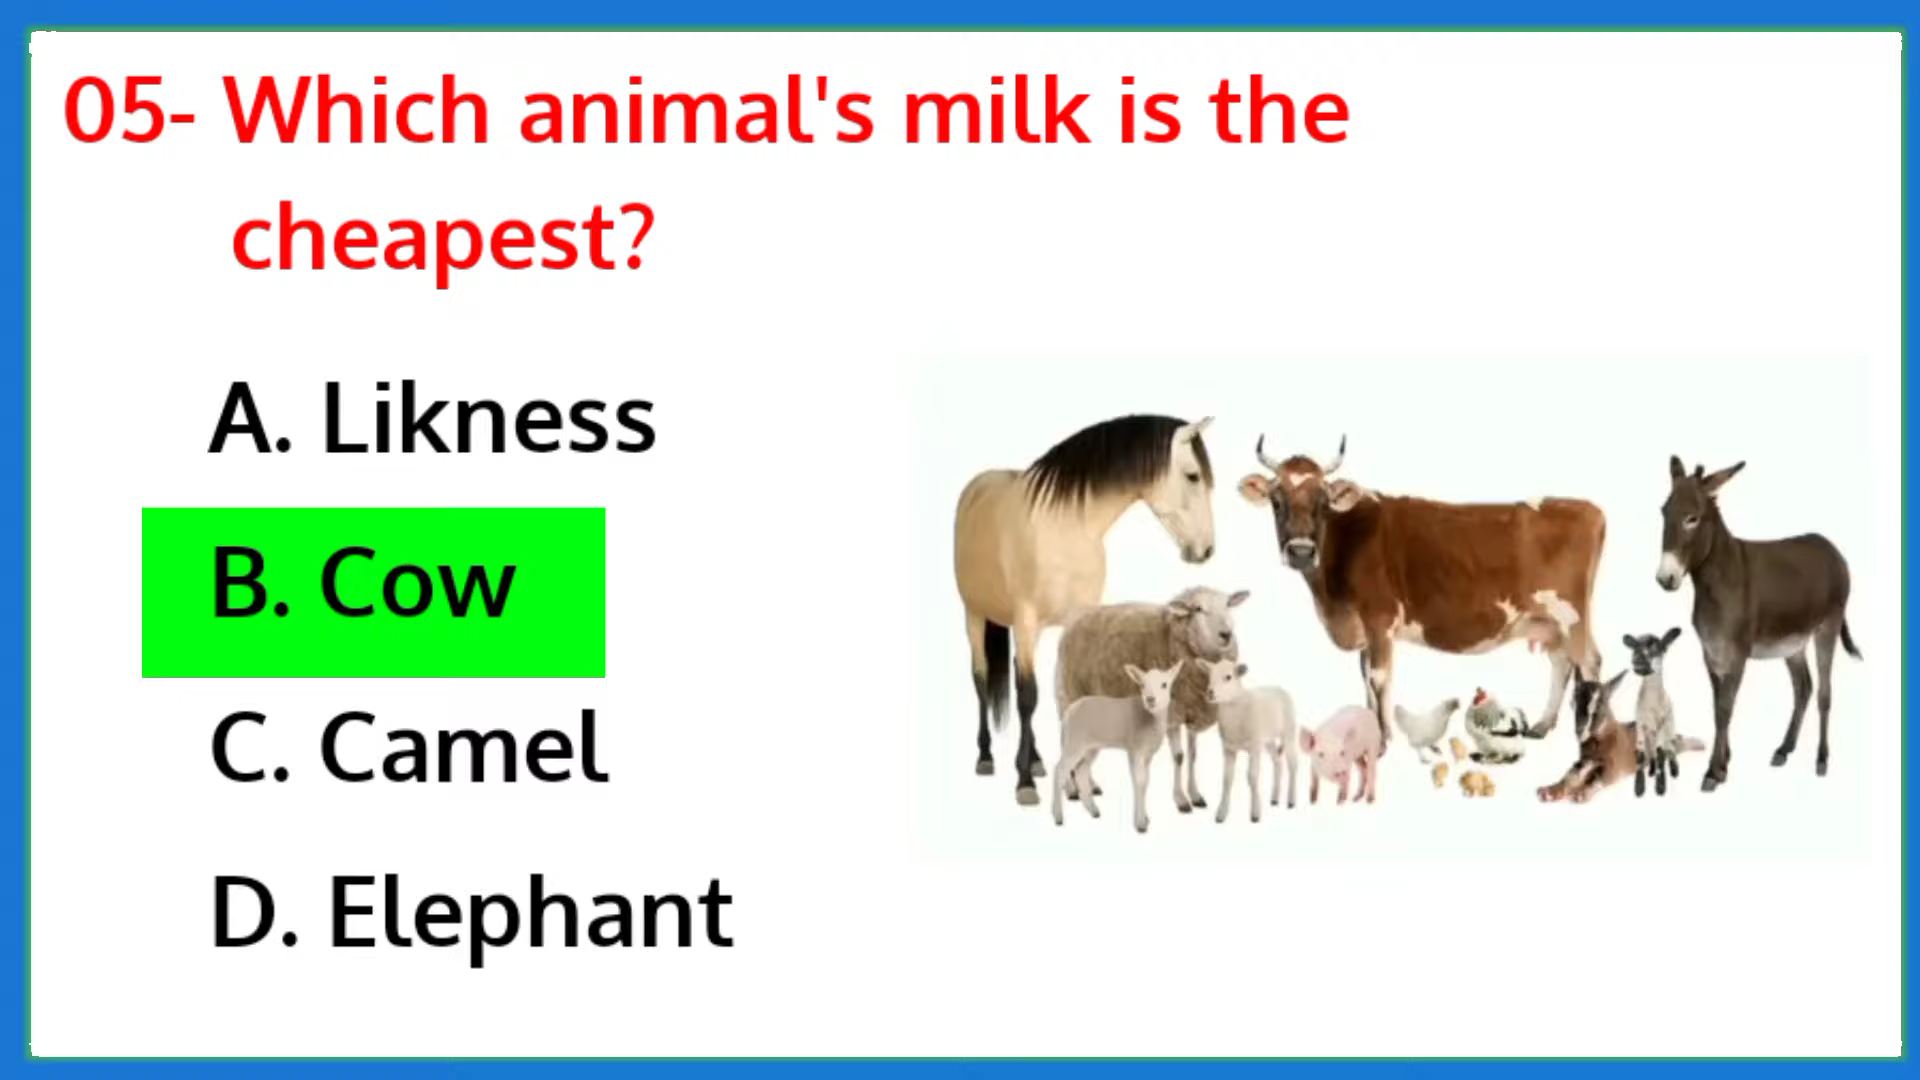 05- Which animal's milk is the
cheapest?
A. Likness
B. Cow
C. Camel
D. Elephant